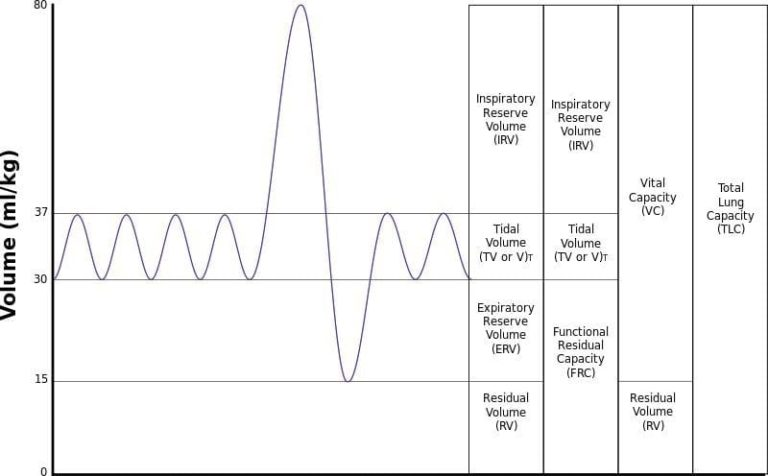 80
37
30
15
0
Volume (ml/kg)
Inspiratory
Reserve
Volume
(IRV)
Tidal
Volume
(TV or V)T
Expiratory
Reserve
Volume
(ERV)
Residual
Volume
(RV)
Inspiratory
Reserve
Volume
(IRV)
Tidal
Volume
(TV or V)T
Functional
Residual
Capacity
(FRC)
Vital
Capacity
(VC)
Residual
Volume
(RV)
Total
Lung
Capacity
(TLC)